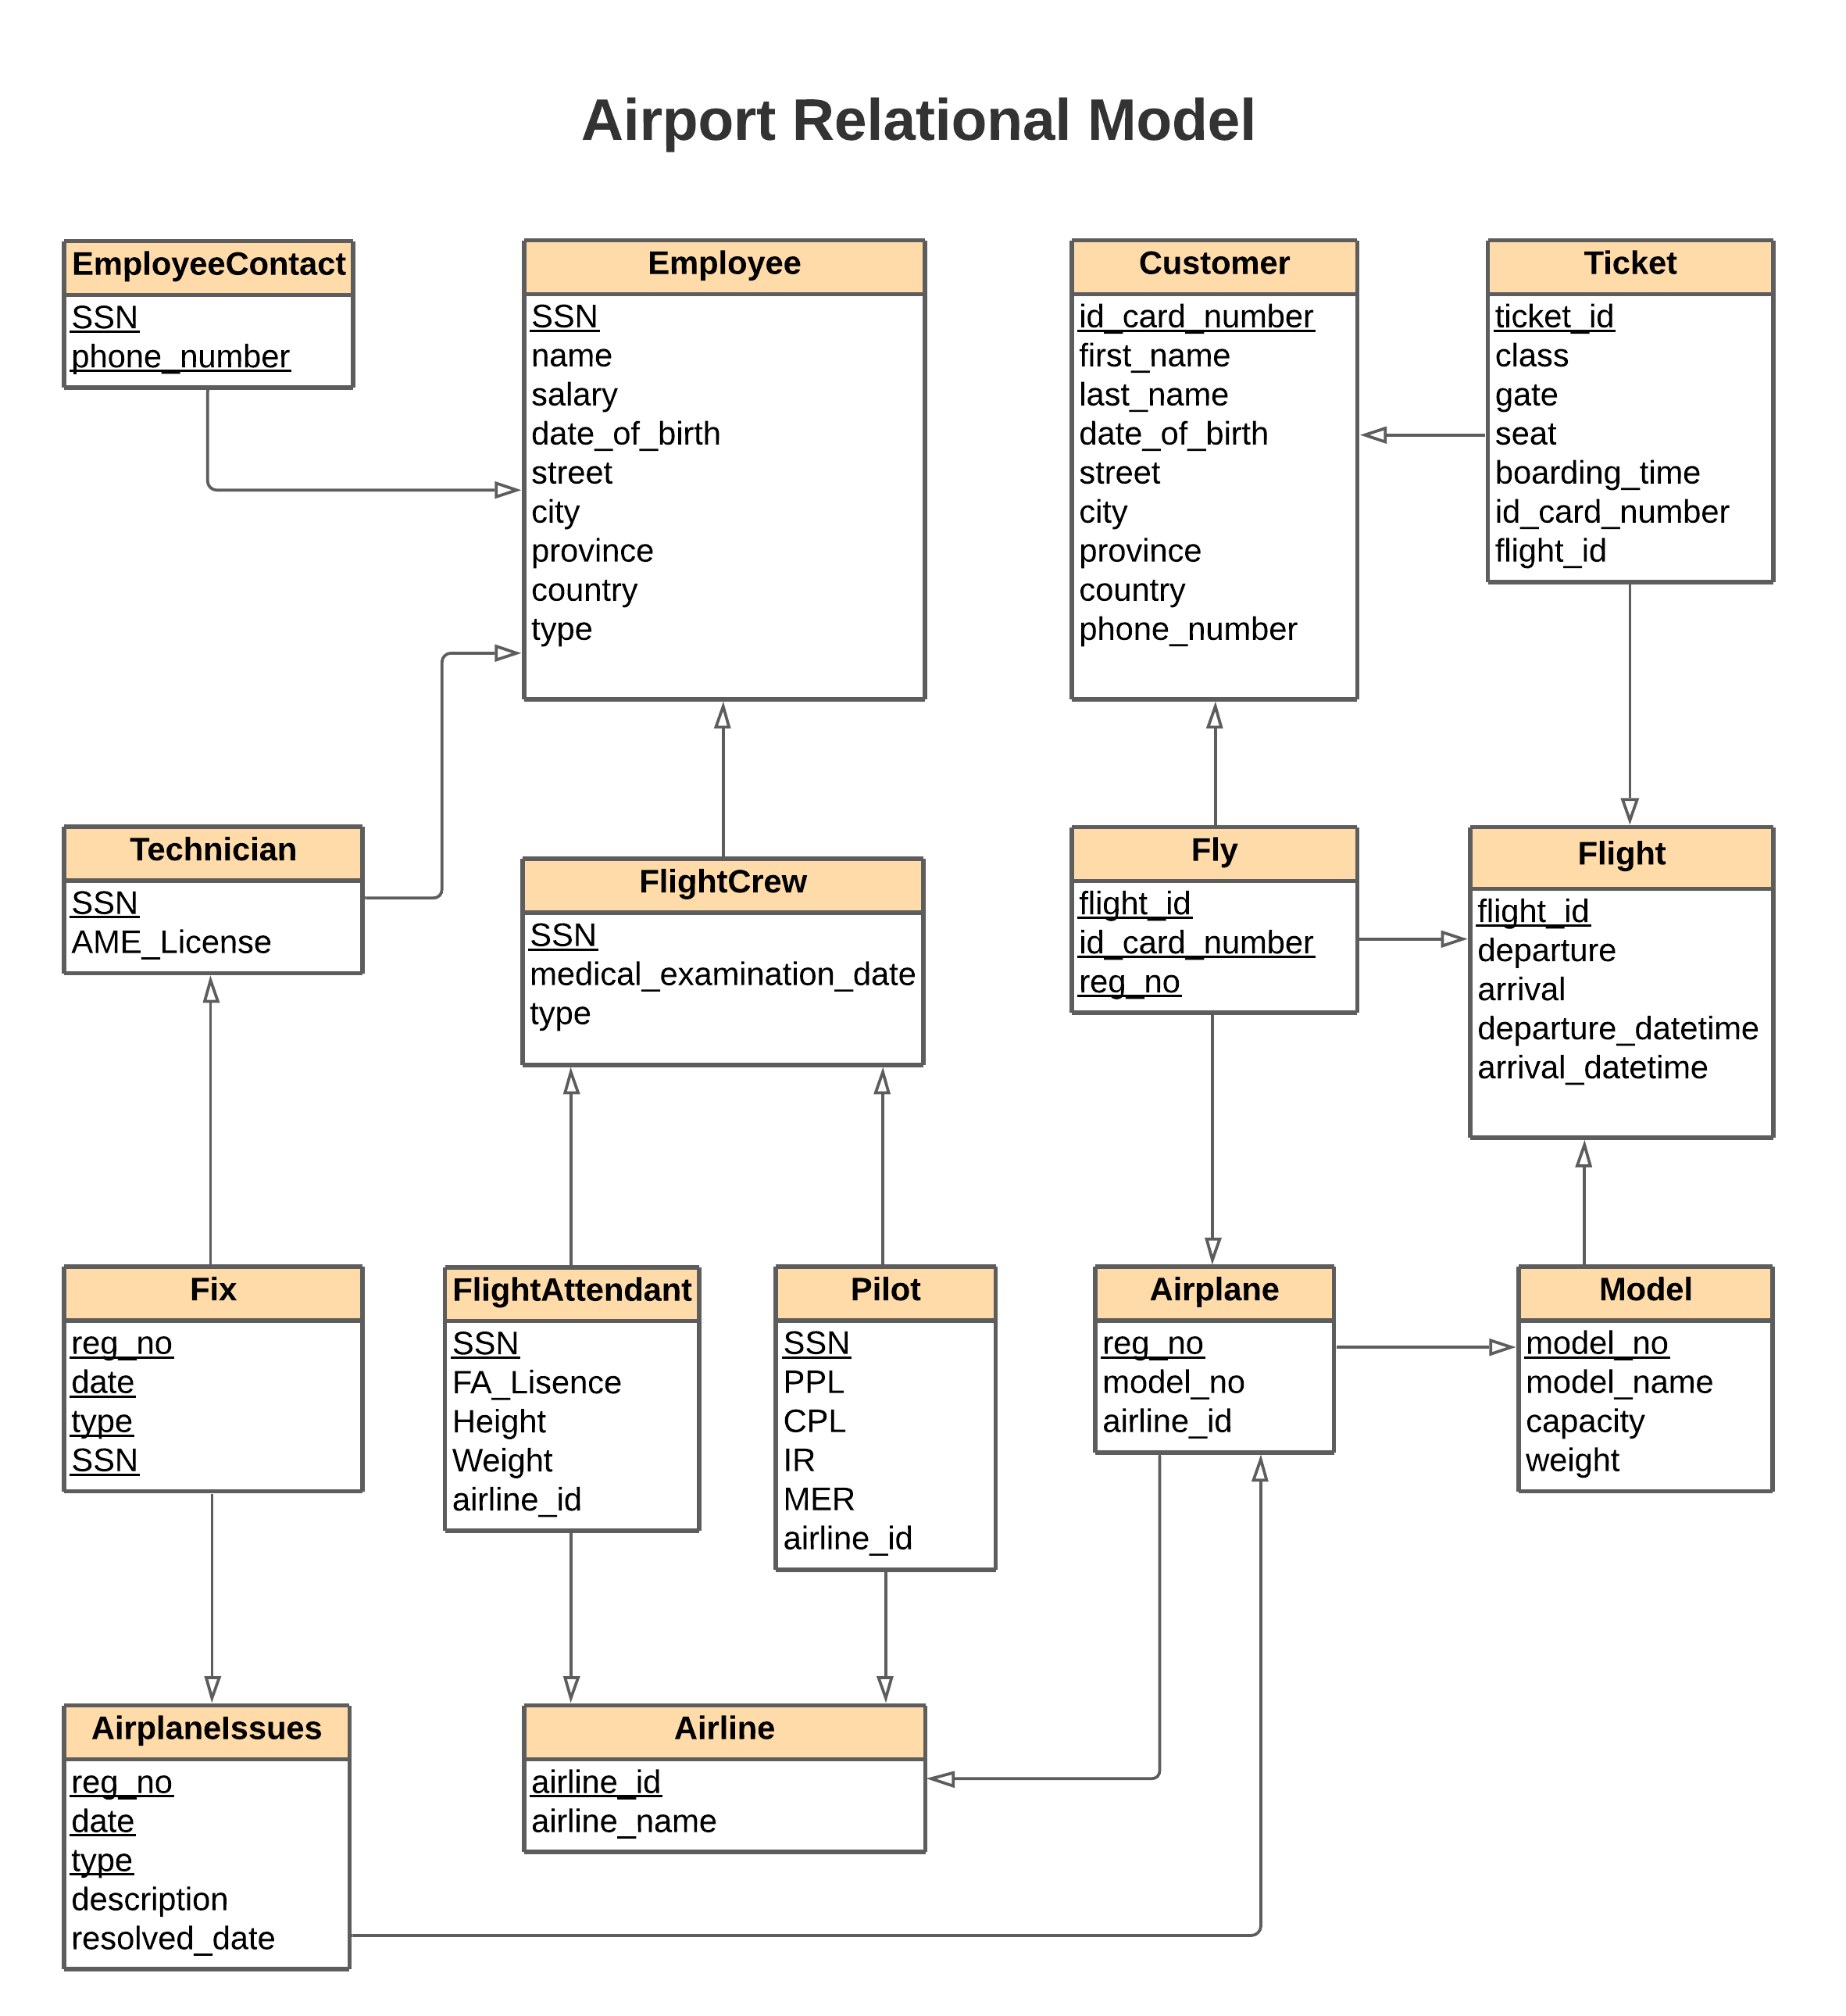 Airport Relational Model
EmployeeContact
SSN
phone_number
Employee
SSN
name
salary
date_of_birth
street
city
province
country
type
Customer
id_card_number
first_name
last_name
date_of_birth
street
city
province
country
phone_number
Ticket
ticket_id
class
gate
seat
boarding_time
id_card_number
flight_id
Technician
SSN
AME_License
FlightCrew
SSN
medical_examination_date
type
Fly
flight_id
id_card_number
reg_no
Flight
flight_id
departure
arrival
departure_datetime
arrival_datetime
Fix
reg_no
date
type
SSN
FlightAttendant
SSN
FA_Lisence
Height
Weight
airline_id
Pilot
SSN
PPL
CPL
IR
MER
airline_id
Airplane
reg_no
model_no
airline_id
Model
model_no
model_name
capacity
weight
AirplaneIssues
reg_no
date
type
description
resolved_date
Airline
airline_id
airline_name